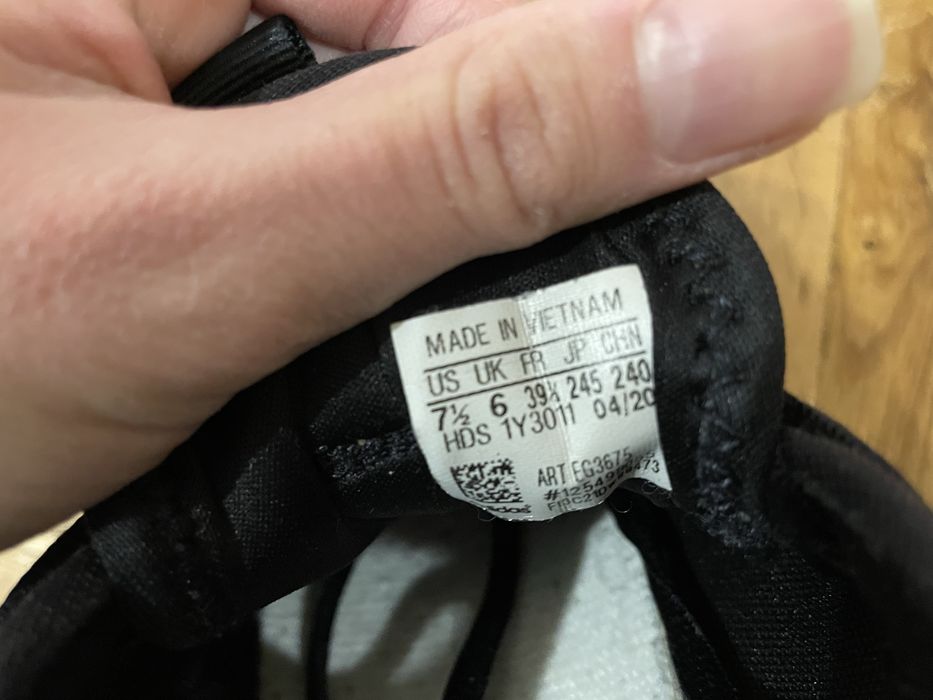 MADE IN VIETNAM
US UK FR JP CHN
7½ 6 39⅓ 245 240
HDS 1Y3011 04/20
ART EG3675